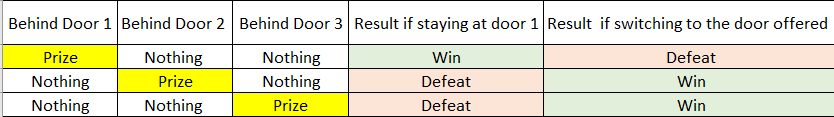 Behind Door 1 Behind Door 2 Behind Door 3 Result if staying at door 1 Result if switching to the door offered
Prize Nothing Nothing Win Defeat
Nothing Prize Nothing Defeat Win
Nothing Nothing Prize Defeat Win